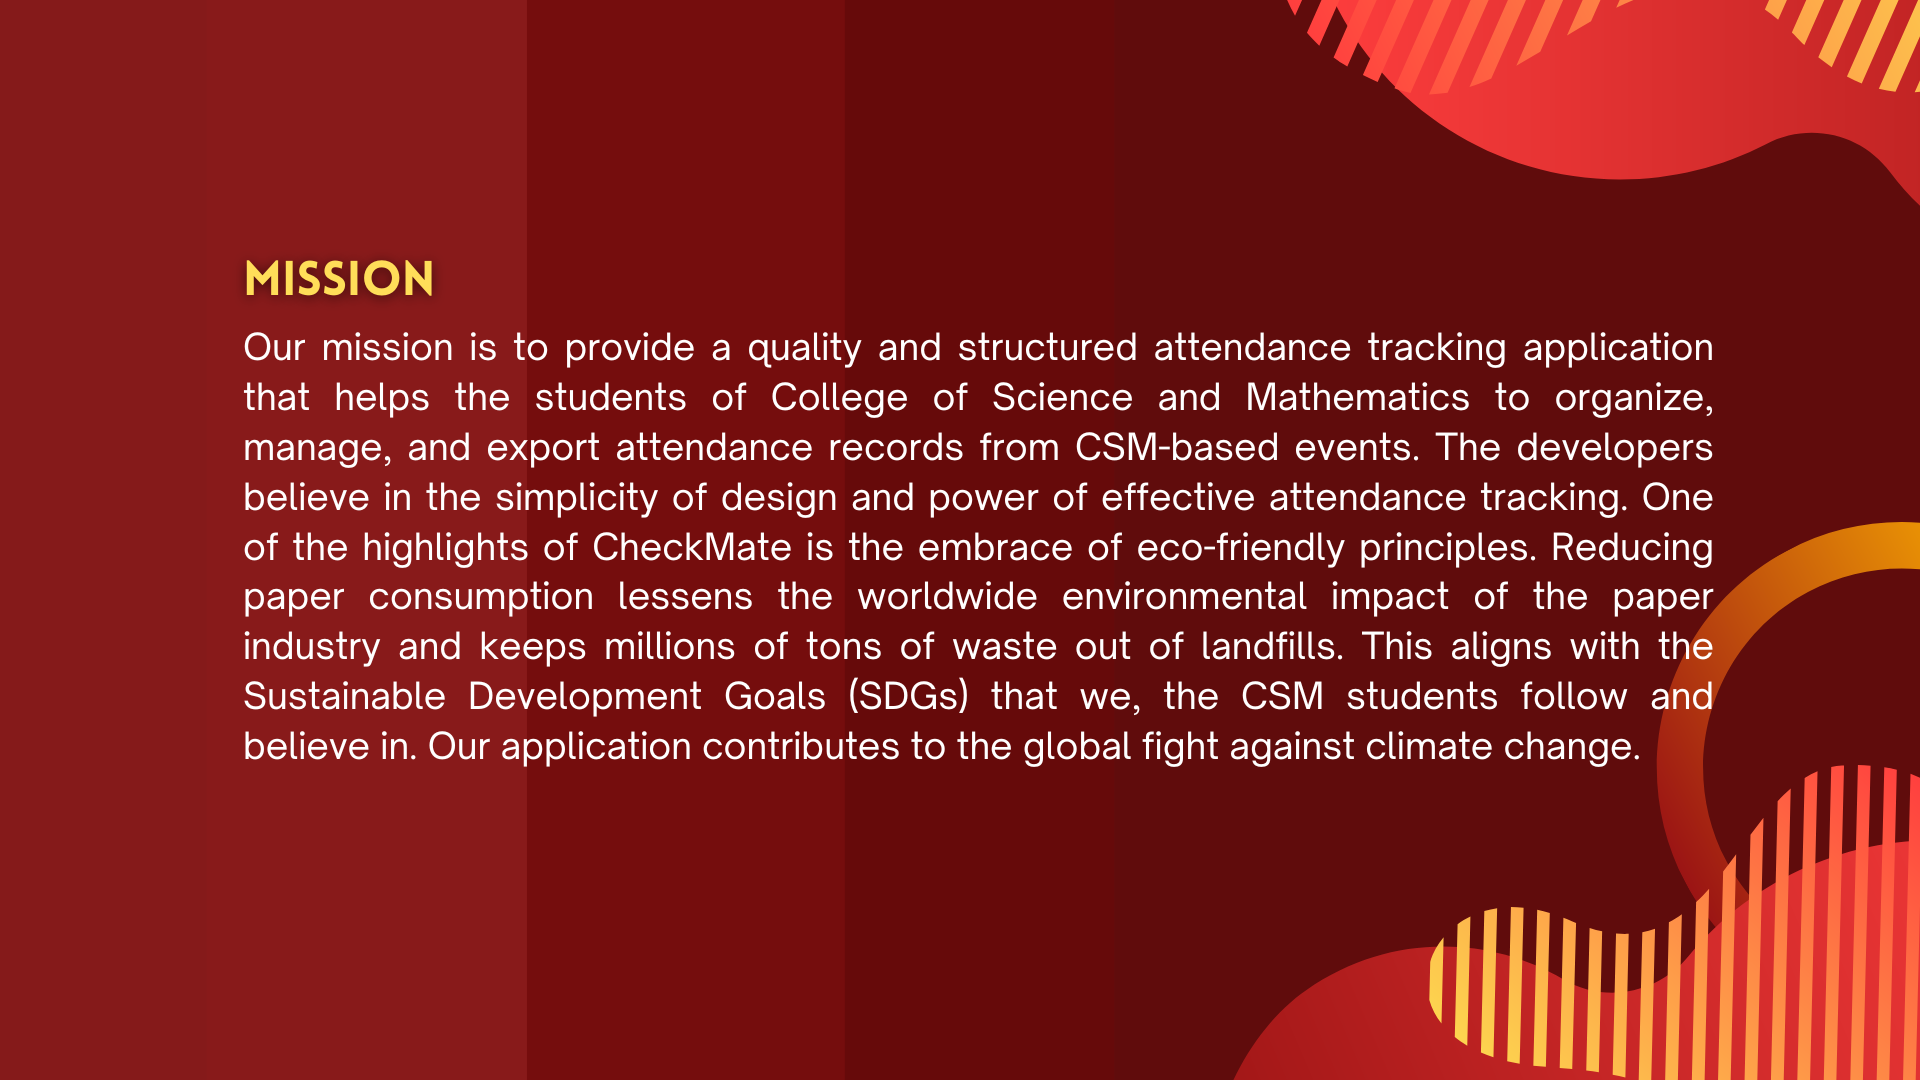 MISSION
Our mission is to provide a quality and structured attendance tracking application
that helps the students of College of Science and Mathematics to organize,
manage, and export attendance records from CSM-based events. The developers
believe in the simplicity of design and power of effective attendance tracking. One
of the highlights of CheckMate is the embrace of eco-friendly principles. Reducing
paper consumption lessens the worldwide environmental impact of the paper
industry and keeps millions of tons of waste out of landfills. This aligns with the
Sustainable Development Goals (SDGs) that we, the CSM students follow and
believe in. Our application contributes to the global fight against climate change.